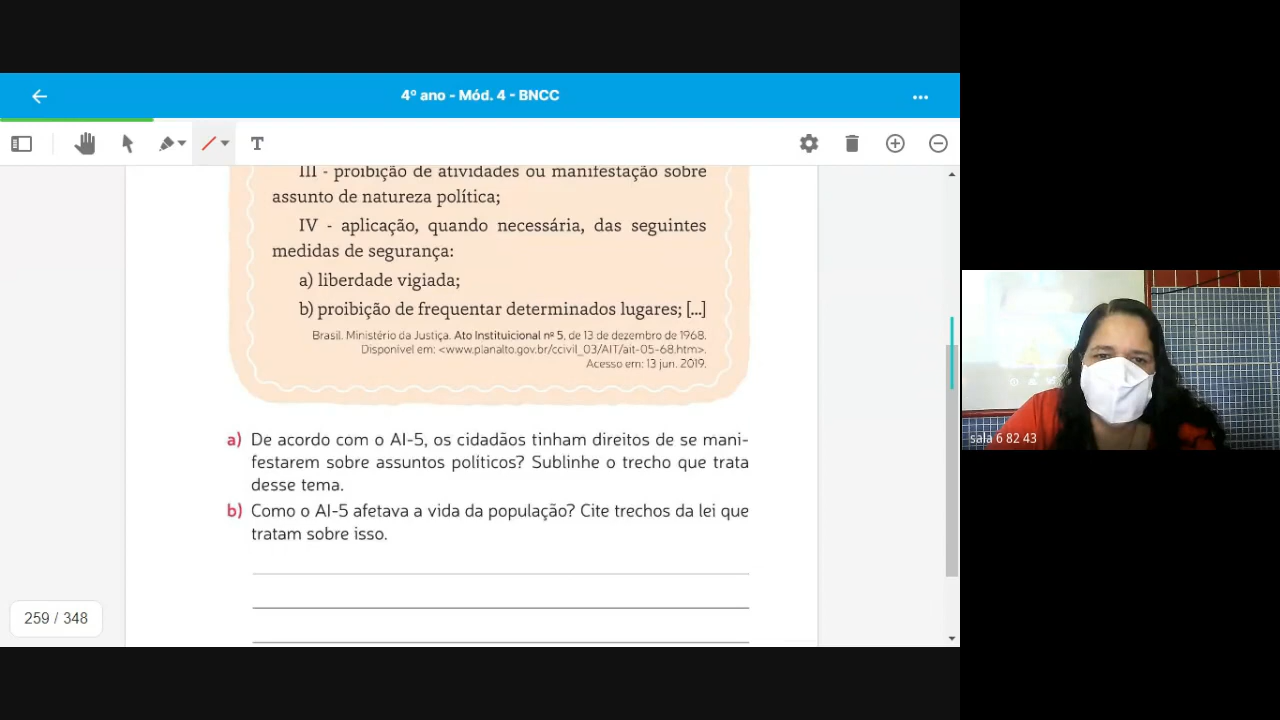 4º ano - Mód. 4 - BNCC
T
III - proibição de atividades ou manifestação sobre
assunto de natureza política;
IV - aplicação, quando necessária, das seguintes
medidas de segurança:
a) liberdade vigiada;
b) proibição de frequentar determinados lugares; [...]
Brasil. Ministério da Justiça. Ato Instituicional nº 5, de 13 de dezembro de 1968.
Disponível em: <www.planalto.gov.br/ccivil_03/AIT/ait-05-68.htm>.
Acesso em: 13 jun. 2019.
a) De acordo com o AI-5, os cidadãos tinham direitos de se mani-
festarem sobre assuntos políticos? Sublinhe o trecho que trata
desse tema.
b) Como o AI-5 afetava a vida da população? Cite trechos da lei que
tratam sobre isso.
259 / 348
sala 6 82 43